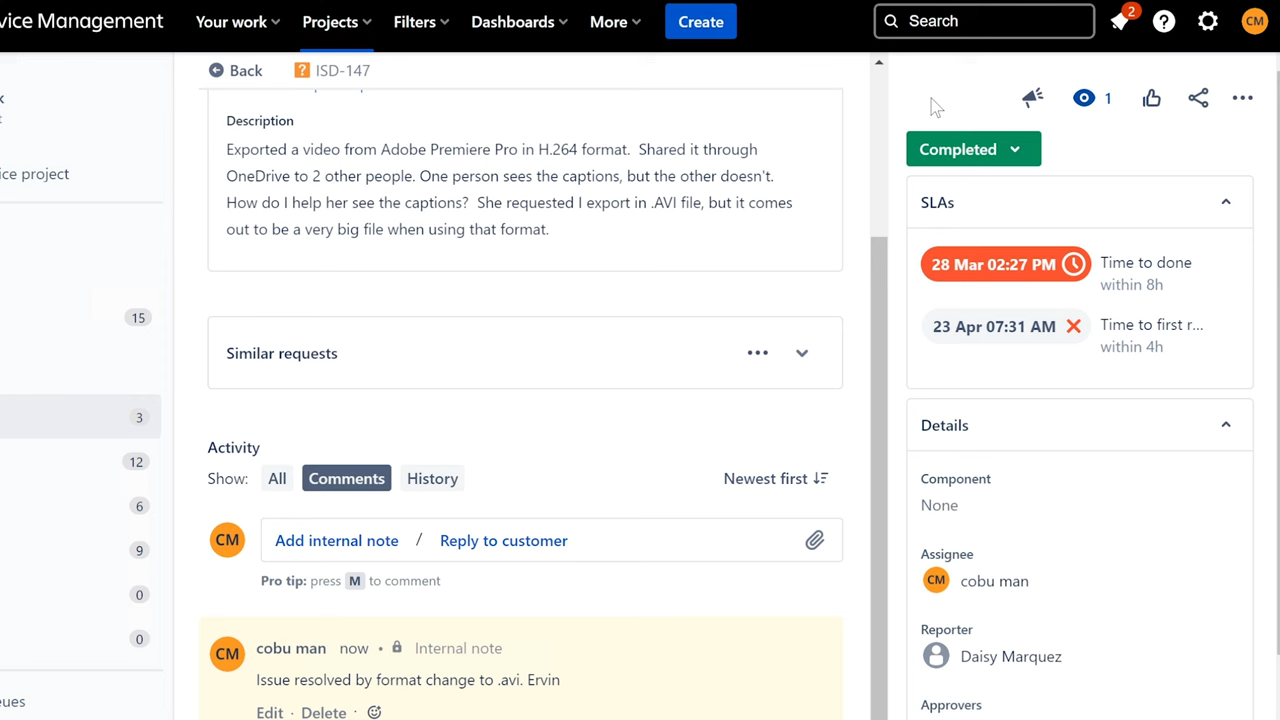 vice Management Your work Projects Filters Dashboards More Create Search 2 CM
Back ISD-147
Description
Exported a video from Adobe Premiere Pro in H.264 format. Shared it through
OneDrive to 2 other people. One person sees the captions, but the other doesn't.
How do I help her see the captions? She requested I export in .AVI file, but it comes
out to be a very big file when using that format.
Similar requests
Activity
Show: All Comments History Newest first
CM Add internal note / Reply to customer
Pro tip: press M to comment
CM cobu man now • Internal note
Issue resolved by format change to .avi. Ervin
Edit · Delete ·
k
ice project
15
3
12
6
9
0
0
eues
1
Completed
SLAs
28 Mar 02:27 PM Time to done
within 8h
23 Apr 07:31 AM Time to first r...
within 4h
Details
Component
None
Assignee
CM cobu man
Reporter
Daisy Marquez
Approvers